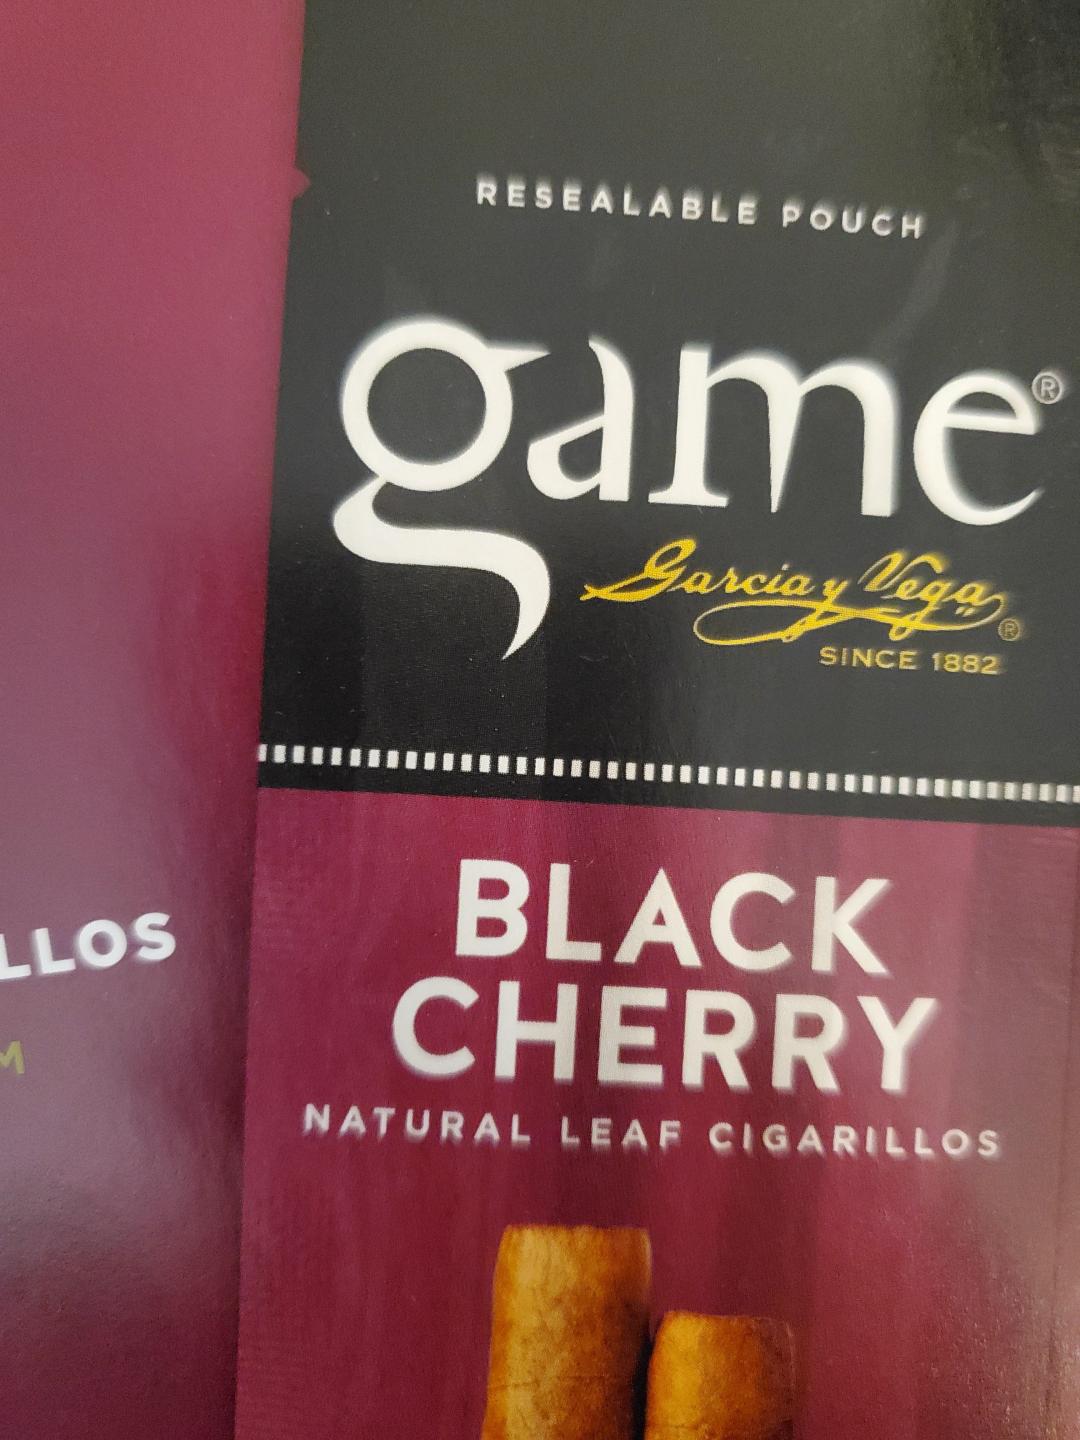 RESEALABLE POUCH
game®
Garcia y Vega®
SINCE 1882
BLACK
CHERRY
NATURAL LEAF CIGARILLOS
LLOS
M